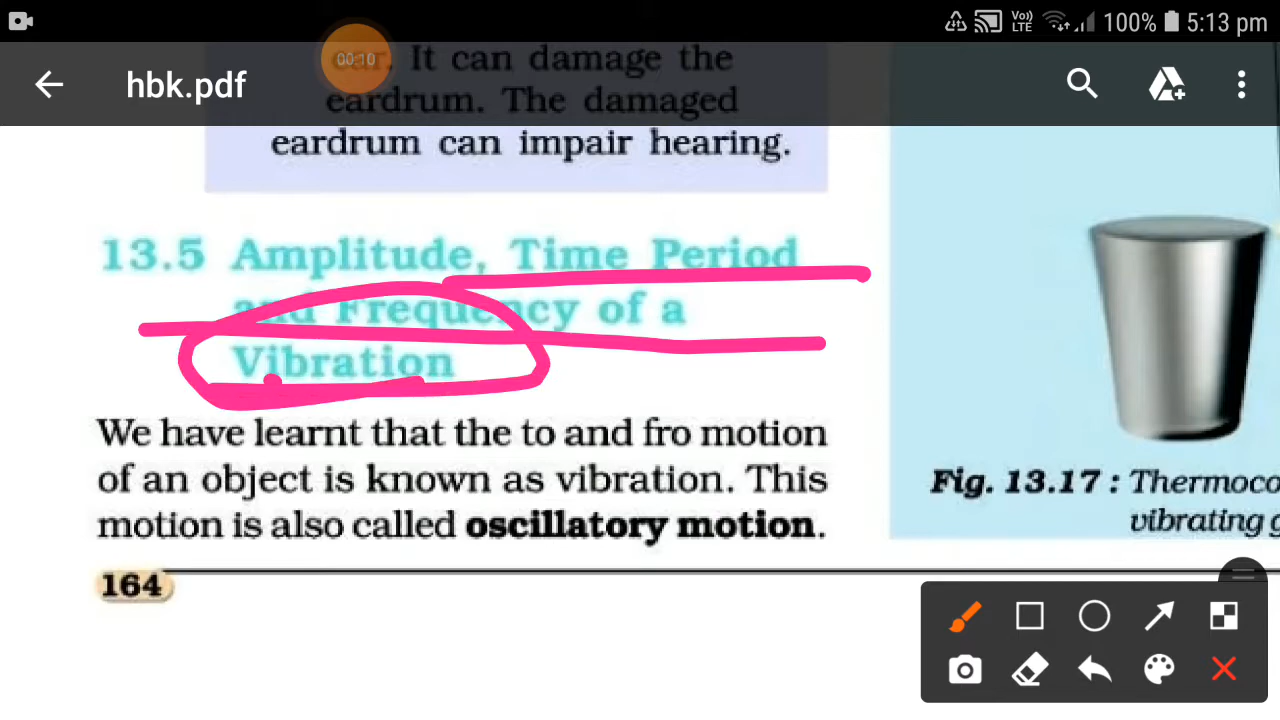 Vo))
LTE
100%
5:13 pm
hbk.pdf
00:10
ear. It can damage the
eardrum. The damaged
eardrum can impair hearing.
13.5 Amplitude, Time Period
and Frequency of a
Vibration
We have learnt that the to and fro motion
of an object is known as vibration. This
motion is also called oscillatory motion.
164
Fig. 13.17 : Thermoco
vibrating g